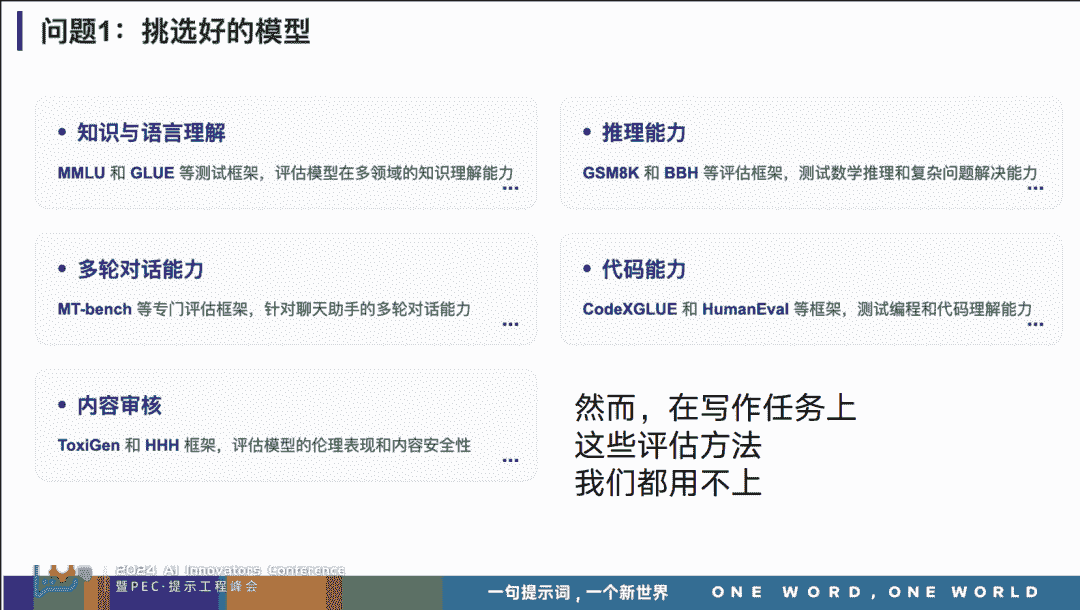 问题1：挑选好的模型
• 知识与语言理解
MMLU 和 GLUE 等测试框架，评估模型在多领域的知识理解能力
...
• 推理能力
GSM8K 和 BBH 等评估框架，测试数学推理和复杂问题解决能力
...
• 多轮对话能力
MT-bench 等专门评估框架，针对聊天助手的多轮对话能力
...
• 代码能力
CodeXGLUE 和 HumanEval 等框架，测试编程和代码理解能力
...
• 内容审核
ToxiGen 和 HHH 框架，评估模型的伦理表现和内容安全性
...
然而，在写作任务上
这些评估方法
我们都用不上
2024 AI Innovators Conference
暨PEC·提示工程峰会
一句提示词，一个新世界
ONE WORD, ONE WORLD